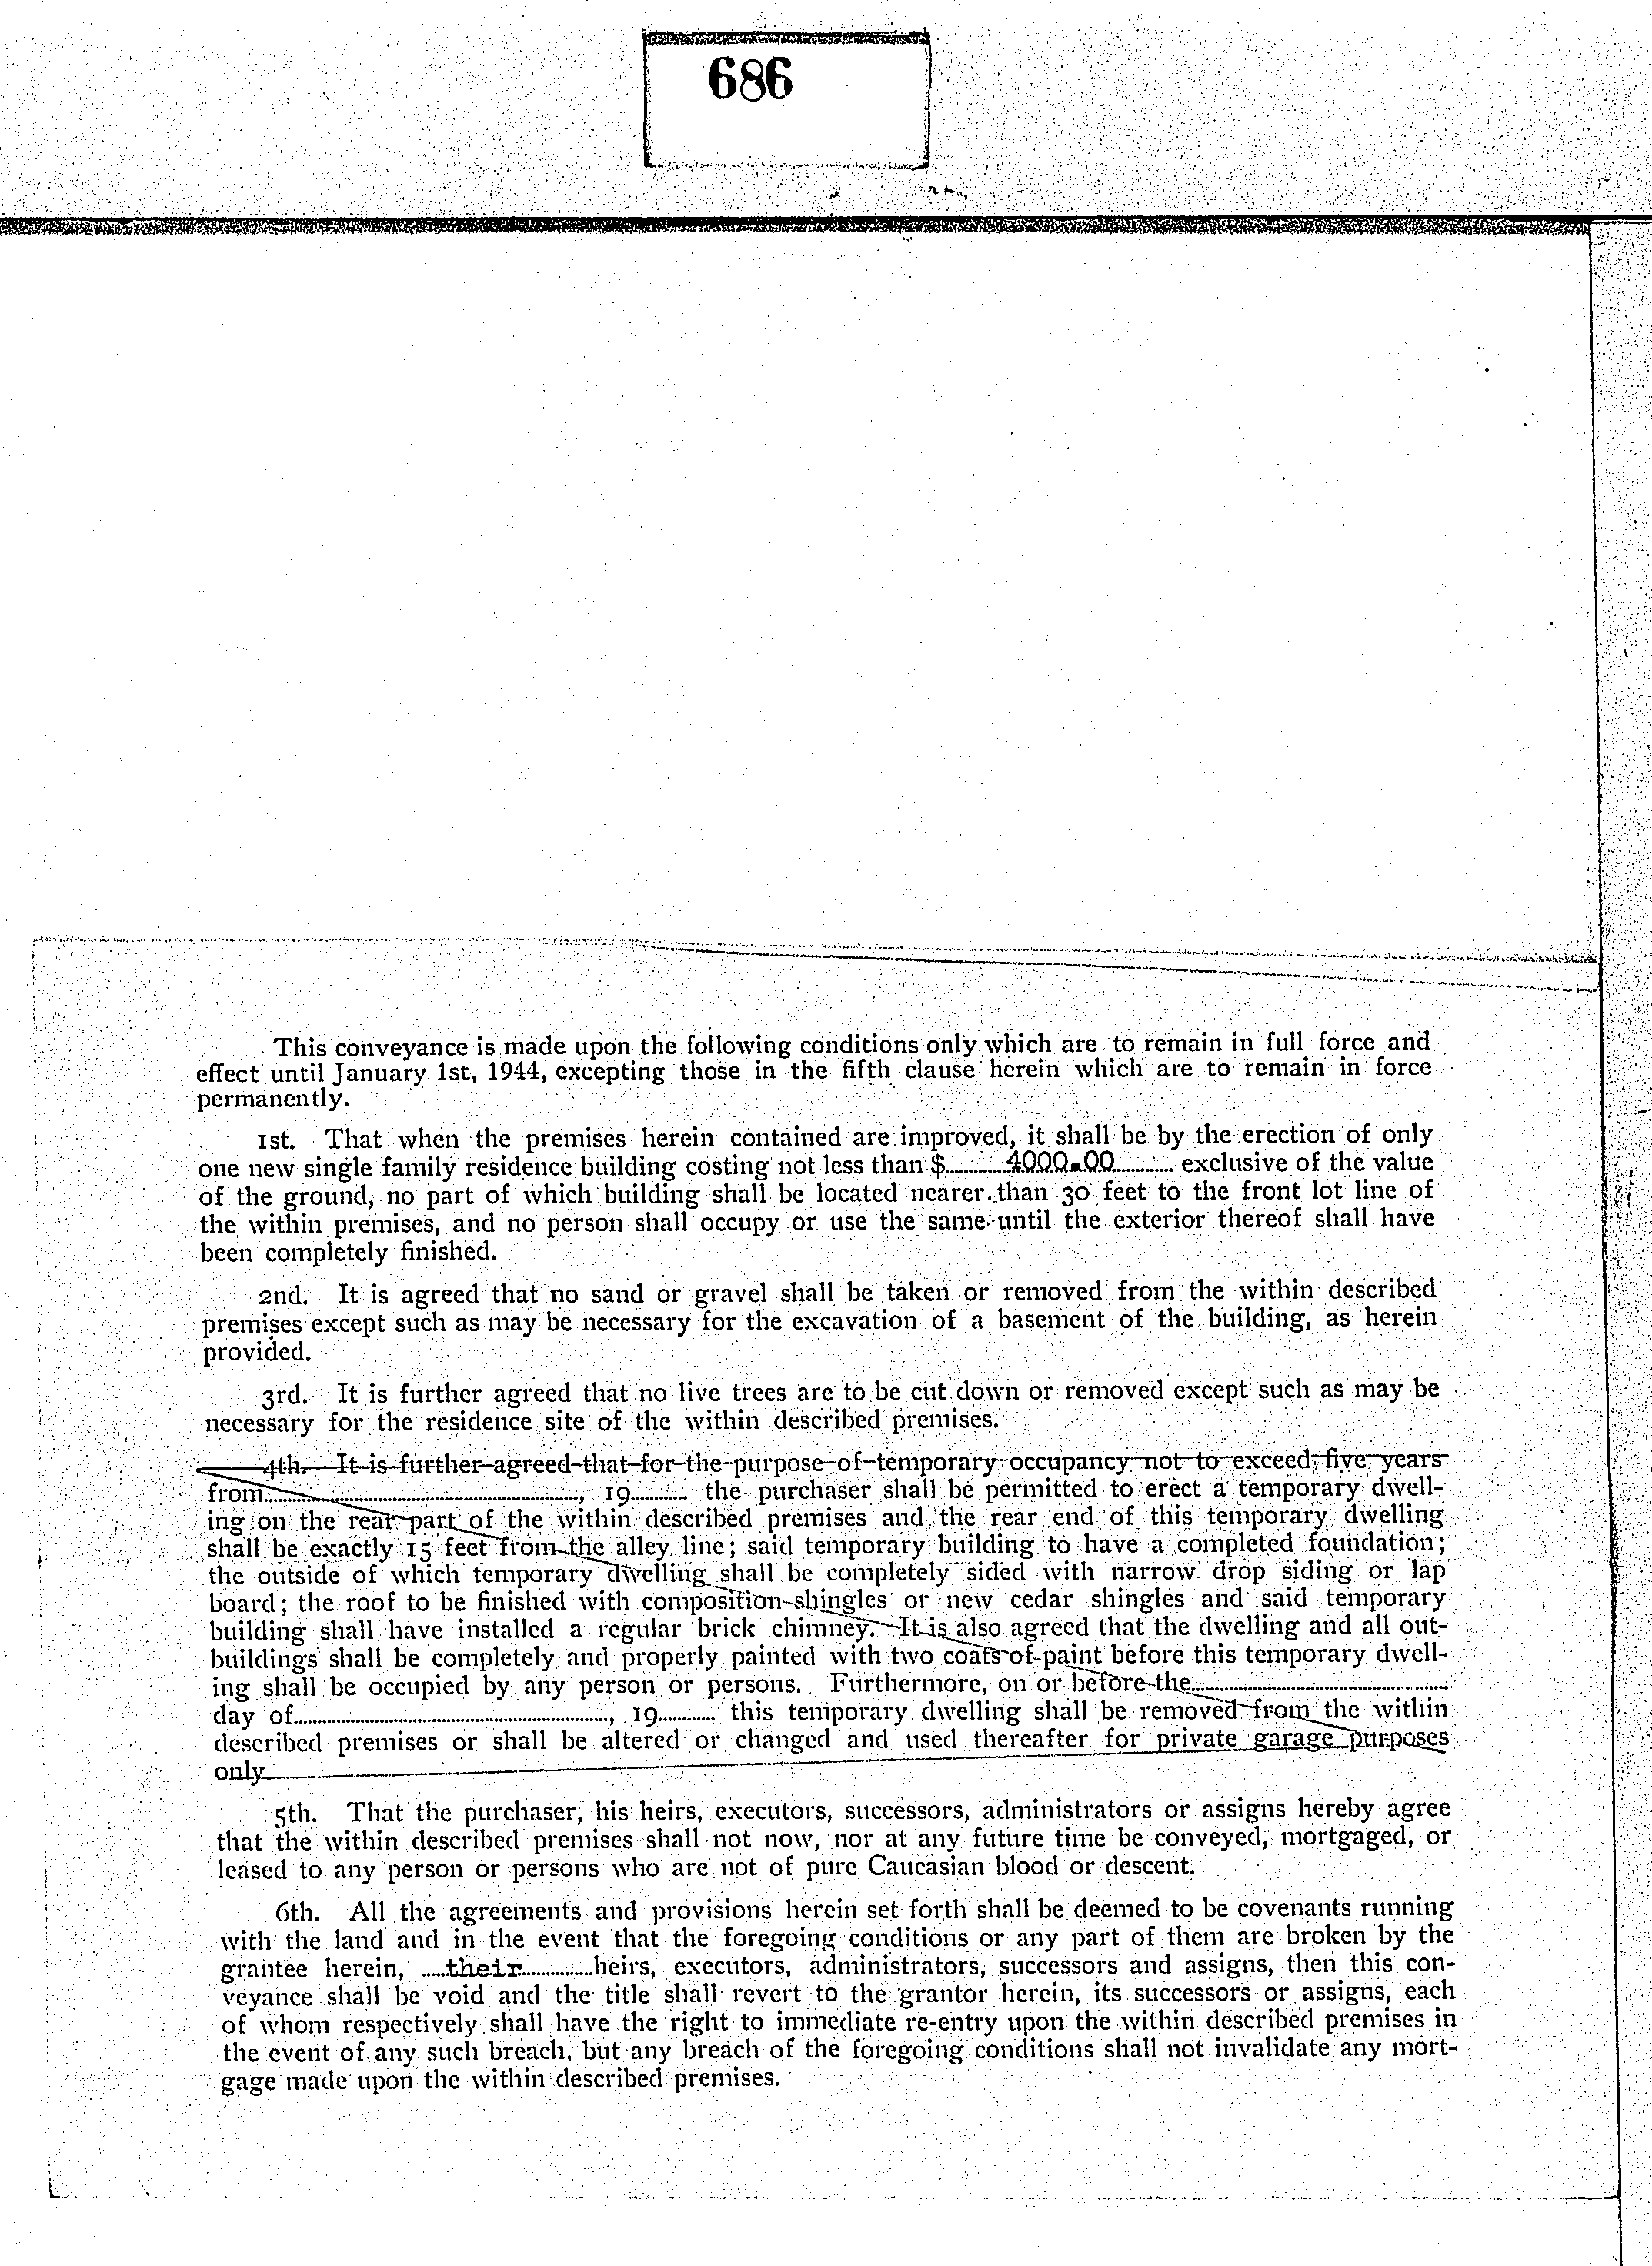 686
This conveyance is made upon the following conditions only which are to remain in full force and
effect until January 1st, 1944, excepting those in the fifth clause herein which are to remain in force
permanently.
1st. That when the premises herein contained are improved, it shall be by the erection of only
one new single family residence building costing not less than $..........4000.00.......... exclusive of the value
of the ground, no part of which building shall be located nearer than 30 feet to the front lot line of
the within premises, and no person shall occupy or use the same until the exterior thereof shall have
been completely finished.
2nd. It is agreed that no sand or gravel shall be taken or removed from the within described
premises except such as may be necessary for the excavation of a basement of the building, as herein
provided.
3rd. It is further agreed that no live trees are to be cut down or removed except such as may be
necessary for the residence site of the within described premises.
4th. It is further agreed that for the purpose of temporary occupancy not to exceed five years
from............................................................, 19........... the purchaser shall be permitted to erect a temporary dwell-
ing on the rear part of the within described premises and the rear end of this temporary dwelling
shall be exactly 15 feet from the alley line; said temporary building to have a completed foundation;
the outside of which temporary dwelling shall be completely sided with narrow drop siding or lap
board; the roof to be finished with composition shingles or new cedar shingles and said temporary
building shall have installed a regular brick chimney. It is also agreed that the dwelling and all out-
buildings shall be completely and properly painted with two coats of paint before this temporary dwell-
ing shall be occupied by any person or persons. Furthermore, on or before the..................................................
day of............................................................, 19........... this temporary dwelling shall be removed from the within
described premises or shall be altered or changed and used thereafter for private garage purposes
only.
5th. That the purchaser, his heirs, executors, successors, administrators or assigns hereby agree
that the within described premises shall not now, nor at any future time be conveyed, mortgaged, or
leased to any person or persons who are not of pure Caucasian blood or descent.
6th. All the agreements and provisions herein set forth shall be deemed to be covenants running
with the land and in the event that the foregoing conditions or any part of them are broken by the
grantee herein, .....their..............heirs, executors, administrators, successors and assigns, then this con-
veyance shall be void and the title shall revert to the grantor herein, its successors or assigns, each
of whom respectively shall have the right to immediate re-entry upon the within described premises in
the event of any such breach, but any breach of the foregoing conditions shall not invalidate any mort-
gage made upon the within described premises.